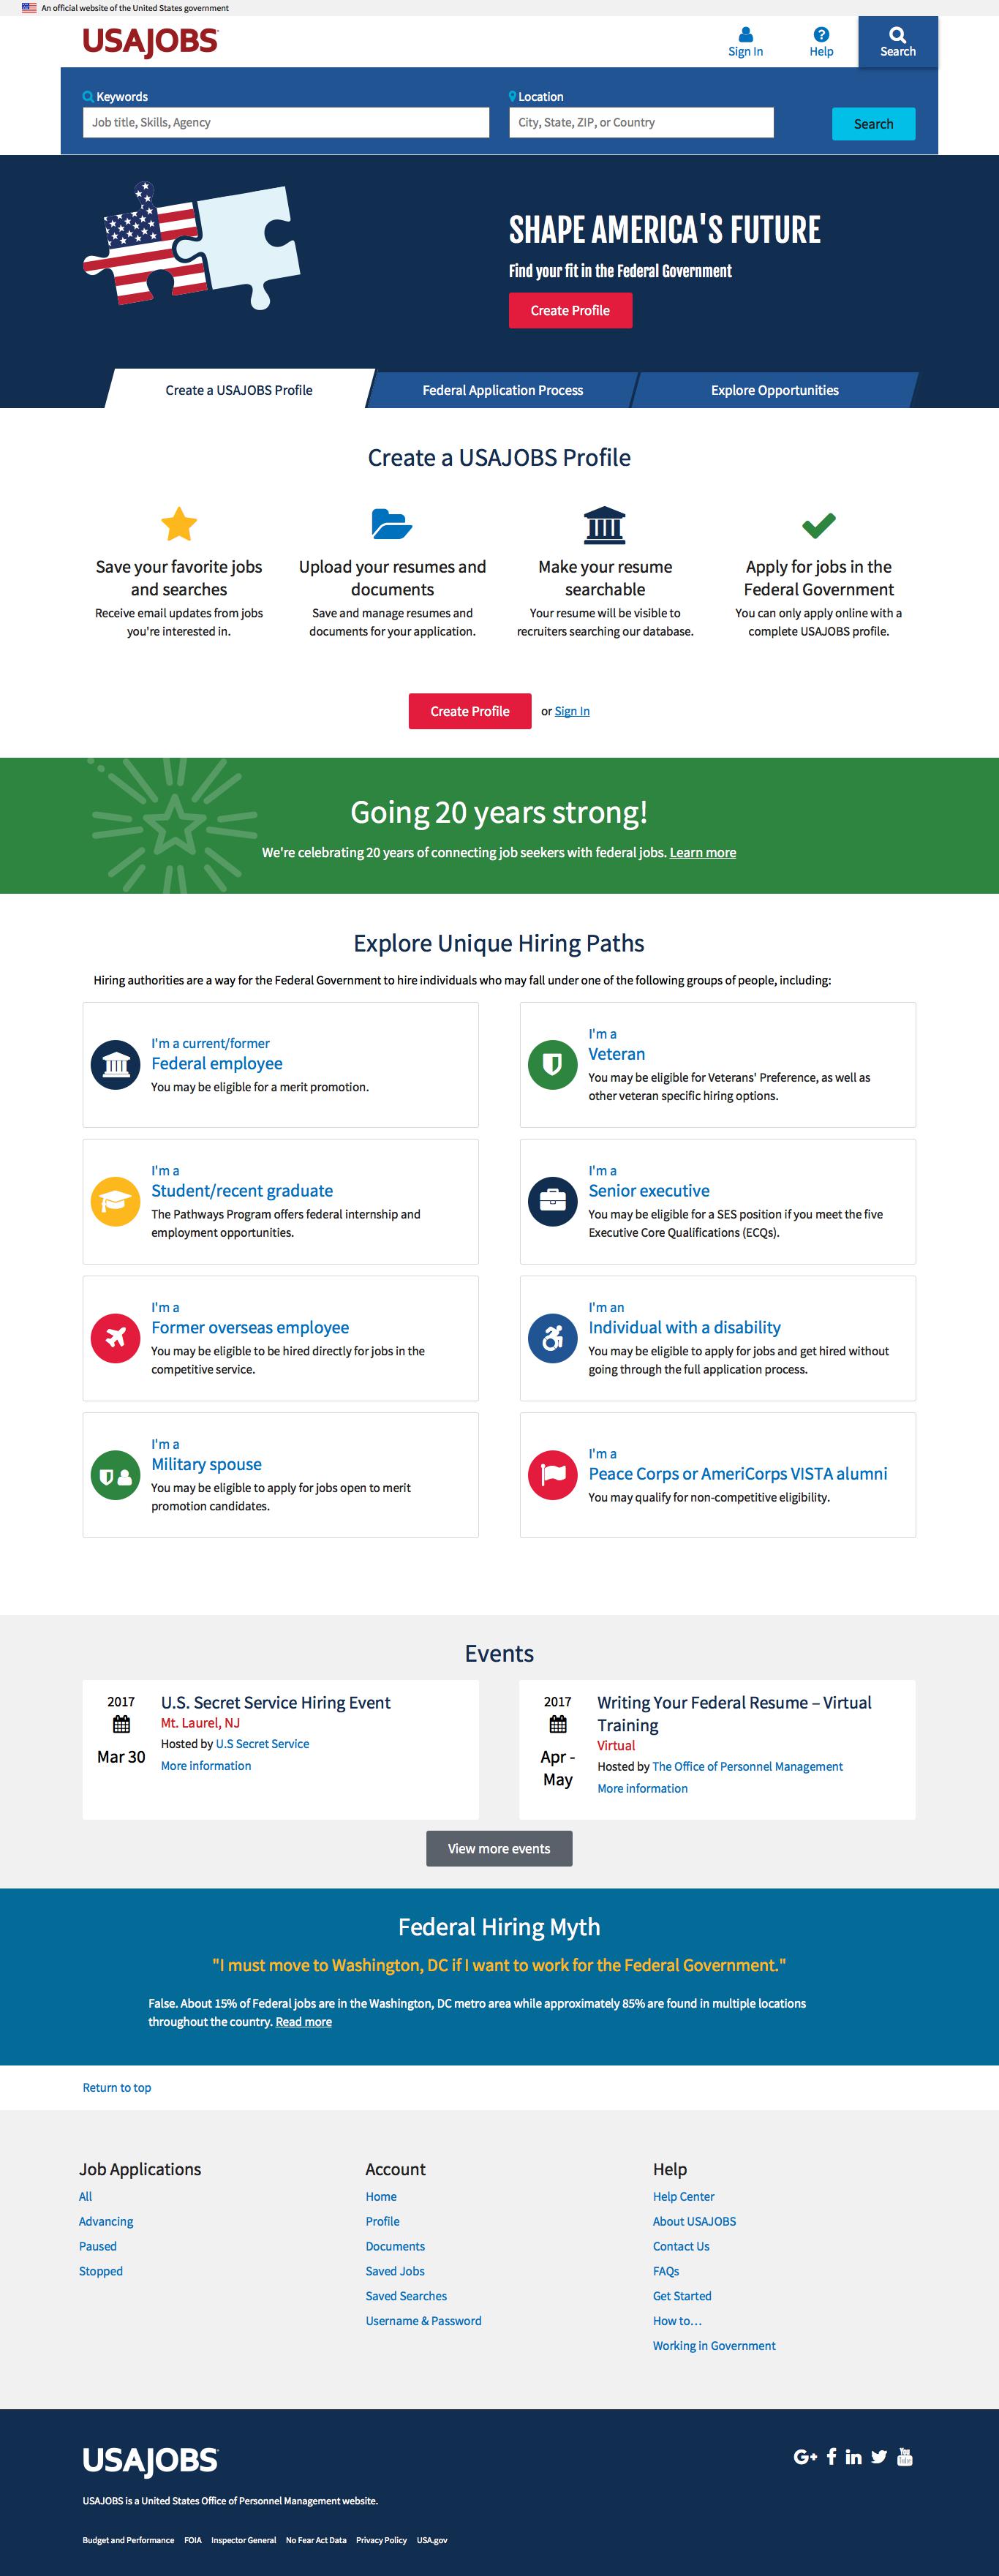 An official website of the United States government
USAJOBS
Sign In
Help
Search
Keywords
Location
Job title, Skills, Agency
City, State, ZIP, or Country
Search
SHAPE AMERICA'S FUTURE
Find your fit in the Federal Government
Create Profile
Create a USAJOBS Profile
Federal Application Process
Explore Opportunities
Create a USAJOBS Profile
Save your favorite jobs
and searches
Receive email updates from jobs
you're interested in.
Upload your resumes and
documents
Save and manage resumes and
documents for your application.
Make your resume
searchable
Your resume will be visible to
recruiters searching our database.
Apply for jobs in the
Federal Government
You can only apply online with a
complete USAJOBS profile.
Create Profile
or Sign In
Going 20 years strong!
We're celebrating 20 years of connecting job seekers with federal jobs. Learn more
Explore Unique Hiring Paths
Hiring authorities are a way for the Federal Government to hire individuals who may fall under one of the following groups of people, including:
I'm a current/former
Federal employee
You may be eligible for a merit promotion.
I'm a
Veteran
You may be eligible for Veterans' Preference, as well as
other veteran specific hiring options.
I'm a
Student/recent graduate
The Pathways Program offers federal internship and
employment opportunities.
I'm a
Senior executive
You may be eligible for a SES position if you meet the five
Executive Core Qualifications (ECQs).
I'm a
Former overseas employee
You may be eligible to be hired directly for jobs in the
competitive service.
I'm an
Individual with a disability
You may be eligible to apply for jobs and get hired without
going through the full application process.
I'm a
Military spouse
You may be eligible to apply for jobs open to merit
promotion candidates.
I'm a
Peace Corps or AmeriCorps VISTA alumni
You may qualify for non-competitive eligibility.
Events
2017
Mar 30
U.S. Secret Service Hiring Event
Mt. Laurel, NJ
Hosted by U.S Secret Service
More information
2017
Apr -
May
Writing Your Federal Resume – Virtual
Training
Virtual
Hosted by The Office of Personnel Management
More information
View more events
Federal Hiring Myth
"I must move to Washington, DC if I want to work for the Federal Government."
False. About 15% of Federal jobs are in the Washington, DC metro area while approximately 85% are found in multiple locations
throughout the country. Read more
Return to top
Job Applications
All
Advancing
Paused
Stopped
Account
Home
Profile
Documents
Saved Jobs
Saved Searches
Username & Password
Help
Help Center
About USAJOBS
Contact Us
FAQs
Get Started
How to...
Working in Government
USAJOBS
G+ f in You Tube
USAJOBS is a United States Office of Personnel Management website.
Budget and Performance FOIA Inspector General No Fear Act Data Privacy Policy USA.gov